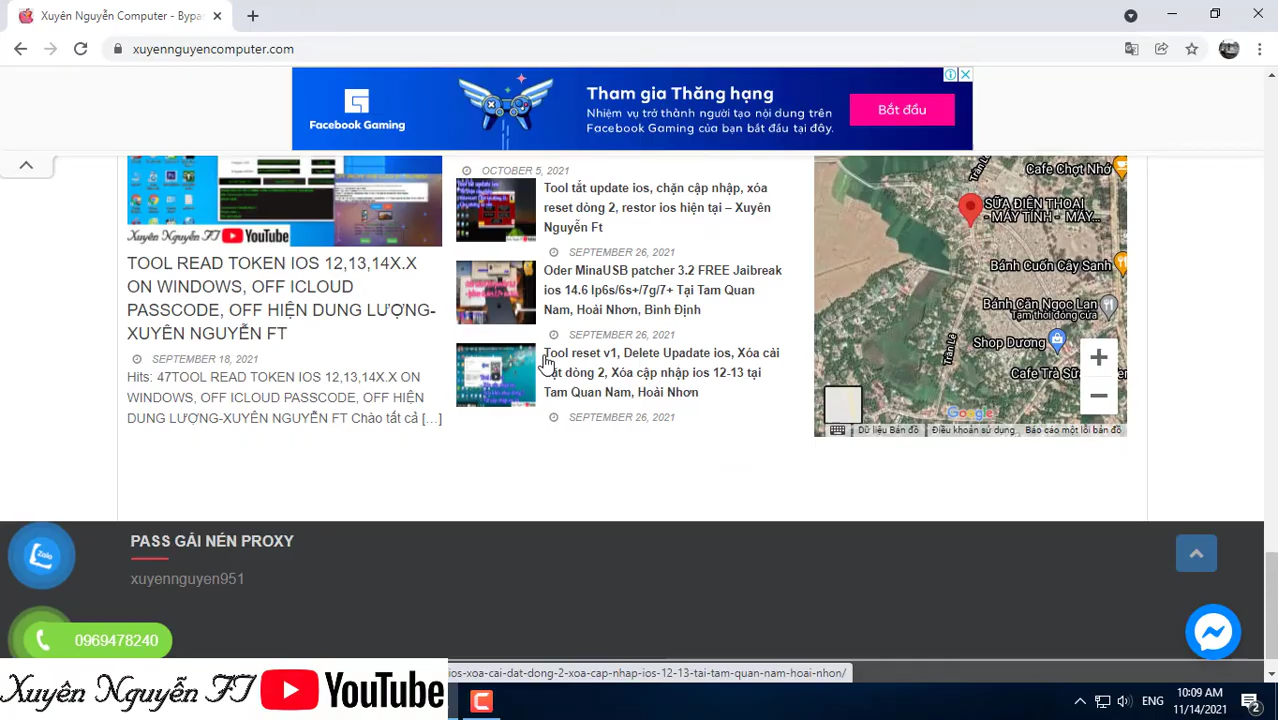 Xuyên Nguyễn Computer - Bypas
xuyennguyencomputer.com
facebook Gaming
Tham gia Thăng hạng
Nhiệm vụ trở thành người tạo nội dung trên
Facebook Gaming của bạn bắt đầu tại đây.
Bắt đầu
Xuyên Nguyễn FT YouTube
TOOL READ TOKEN IOS 12,13,14X.X
ON WINDOWS, OFF ICLOUD
PASSCODE, OFF HIỆN DUNG LƯỢNG-
XUYÊN NGUYỄN FT
SEPTEMBER 18, 2021
Hits: 47TOOL READ TOKEN IOS 12,13,14X.X ON
WINDOWS, OFF ICLOUD PASSCODE, OFF HIỆN
DUNG LƯỢNG-XUYÊN NGUYỄN FT Chào tất cả […]
OCTOBER 5, 2021
Tool tắt update ios, chặn cập nhập, xóa
reset dòng 2, restor ios hiện tại – Xuyên
Nguyễn Ft
SEPTEMBER 26, 2021
Oder MinaUSB patcher 3.2 FREE Jailbreak
ios 14.6 Ip6s/6s+/7g/7+ Tại Tam Quan
Nam, Hoài Nhơn, Bình Định
SEPTEMBER 26, 2021
Tool reset v1, Delete Upadate ios, Xóa cài
đặt dòng 2, Xóa cập nhập ios 12-13 tại
Tam Quan Nam, Hoài Nhơn
SEPTEMBER 26, 2021
Cafe Chợt Nhớ
SỬA ĐIỆN THOẠI
- MÁY TÍNH - MÁY...
Bánh Cuốn Cây Sanh
Bánh Căn Ngọc Lan
Tạm thời đóng cửa
Shop Dương
Trần Lê
Cafe Trà Sữa
Google
Dữ liệu Bản đồ
Điều khoản sử dụng
Báo cáo một lỗi bản đồ
PASS GẢI NÉN PROXY
xuyennguyen951
Zalo
0969478240
ios-xoa-cai-dat-dong-2-xoa-cap-nhap-ios-12-13-tai-tam-quan-nam-hoai-nhon/
Xuyên Nguyễn FT YouTube
ENG
10:09 AM
11/14/2021
2